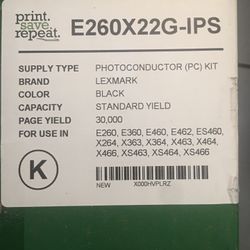 print.
save.
repeat.
E260X22G-IPS
SUPPLY TYPE PHOTOCONDUCTOR (PC) KIT
BRAND LEXMARK
COLOR BLACK
CAPACITY STANDARD YIELD
PAGE YIELD 30,000
FOR USE IN E260, E360, E460, E462, ES460,
X264, X363, X364, X463, X464,
X466, XS463, XS464, XS466
K
NEW X000HVPLRZ